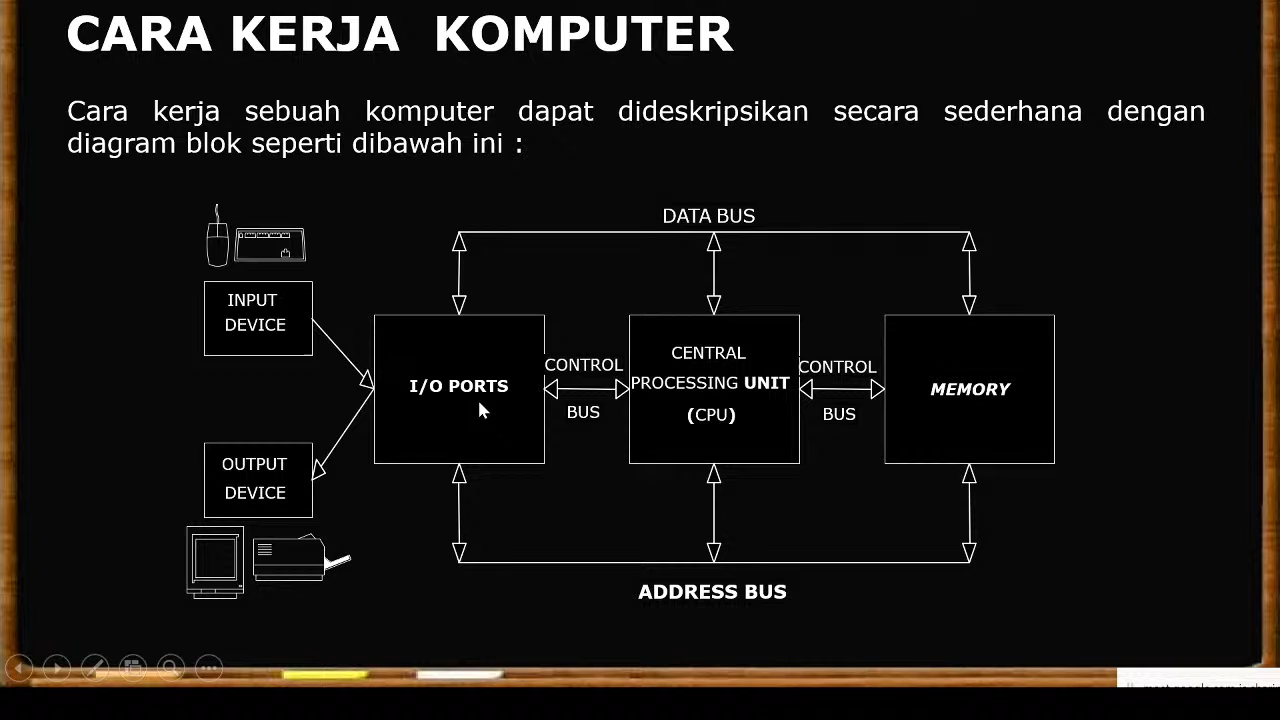 CARA KERJA KOMPUTER
Cara kerja sebuah komputer dapat dideskripsikan secara sederhana dengan
diagram blok seperti dibawah ini :
DATA BUS
INPUT
DEVICE
I/O PORTS
CONTROL
BUS
CENTRAL
PROCESSING UNIT
(CPU)
CONTROL
BUS
MEMORY
OUTPUT
DEVICE
ADDRESS BUS